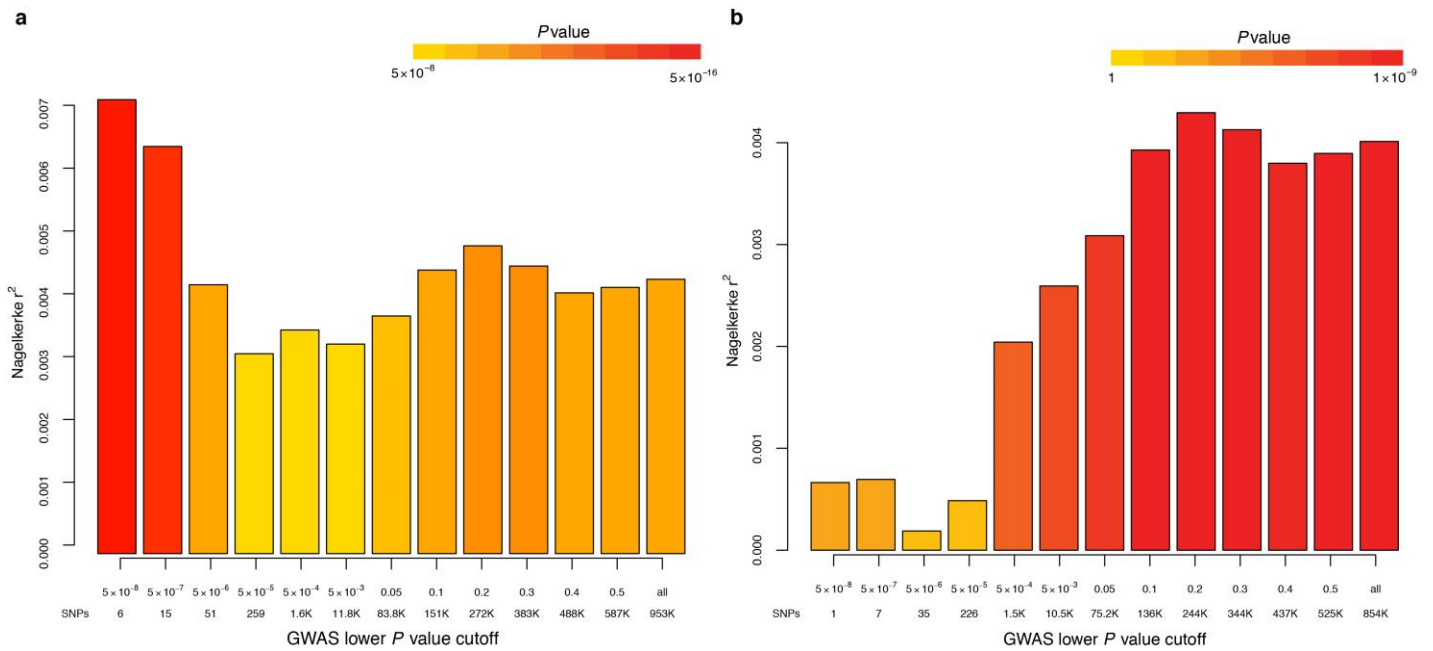 a
P value
5×10⁻⁸ 5×10⁻¹⁶
Nagelkerke r²
0.007
0.006
0.005
0.004
0.003
0.002
0.001
0.000
5×10⁻⁸ 5×10⁻⁷ 5×10⁻⁶ 5×10⁻⁵ 5×10⁻⁴ 5×10⁻³ 0.05 0.1 0.2 0.3 0.4 0.5 all
SNPs 6 15 51 259 1.6K 11.8K 83.8K 151K 272K 383K 488K 587K 953K
GWAS lower P value cutoff
b
P value
1 1×10⁻⁹
Nagelkerke r²
0.004
0.003
0.002
0.001
0.000
5×10⁻⁸ 5×10⁻⁷ 5×10⁻⁶ 5×10⁻⁵ 5×10⁻⁴ 5×10⁻³ 0.05 0.1 0.2 0.3 0.4 0.5 all
SNPs 1 7 35 226 1.5K 10.5K 75.2K 136K 244K 344K 437K 525K 854K
GWAS lower P value cutoff